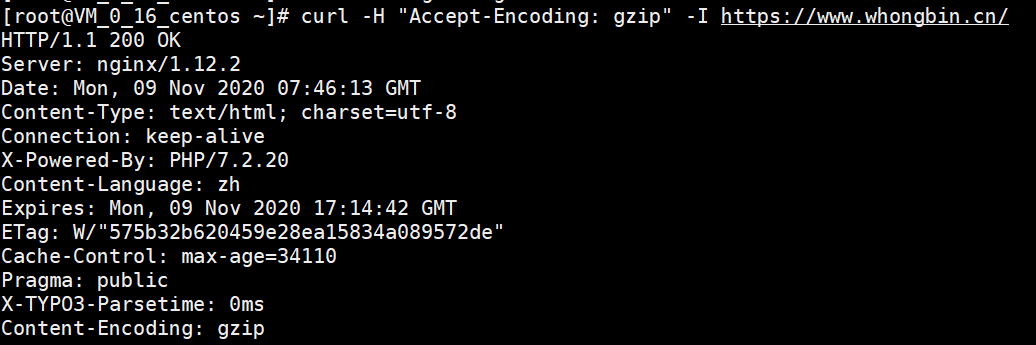 [root@VM_0_16_centos ~]# curl -H "Accept-Encoding: gzip" -I https://www.whongbin.cn/
HTTP/1.1 200 OK
Server: nginx/1.12.2
Date: Mon, 09 Nov 2020 07:46:13 GMT
Content-Type: text/html; charset=utf-8
Connection: keep-alive
X-Powered-By: PHP/7.2.20
Content-Language: zh
Expires: Mon, 09 Nov 2020 17:14:42 GMT
ETag: W/"575b32b620459e28ea15834a089572de"
Cache-Control: max-age=34110
Pragma: public
X-TYPO3-Parsetime: 0ms
Content-Encoding: gzip